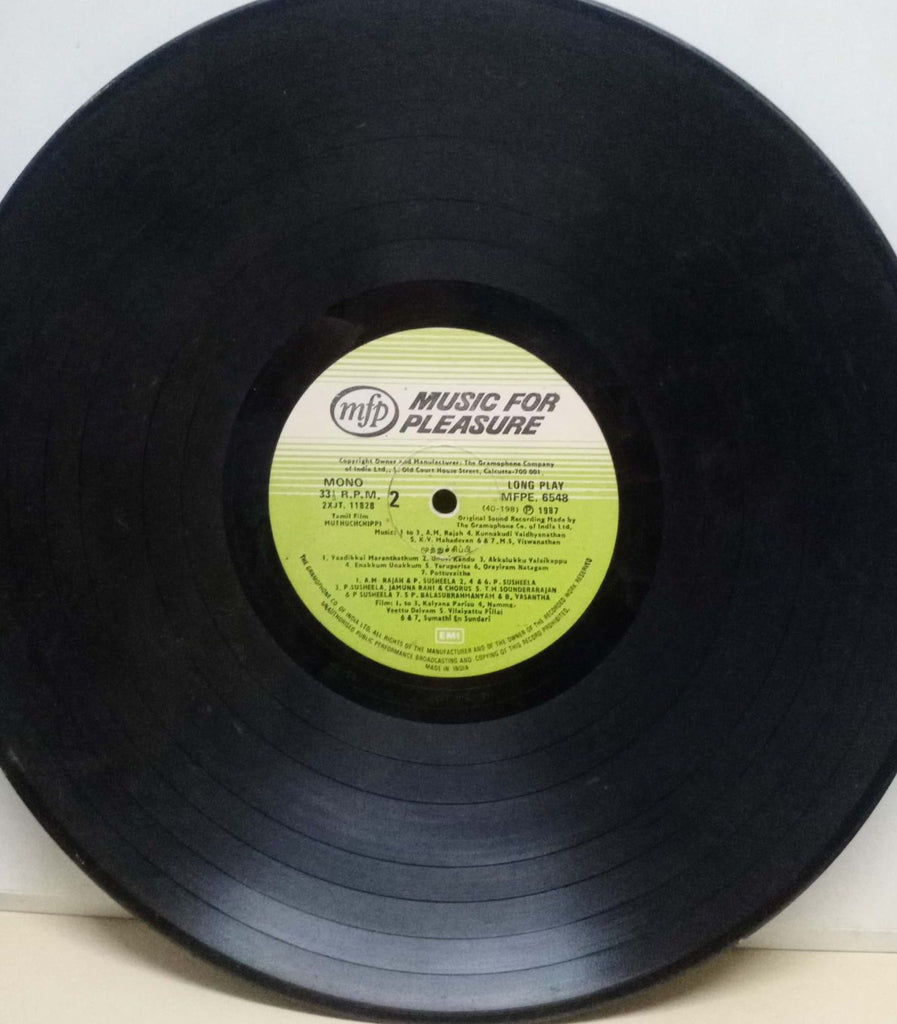 mfp MUSIC FOR
PLEASURE
Copyright Owner and Manufacturer: The Gramophone Company
of India Ltd., 5, Old Court House Street, Calcutta-700 001.
MONO
33⅓ R.P.M.
2XJT. 11828
2
LONG PLAY
MFPE. 6548
(40-198) Ⓟ 1987
Tamil Film
MUTHUCHCHIPPI
Original Sound Recording Made by
The Gramophone Co. of India Ltd,
Music: 1 to 3, A.M. Rajah 4. Kunnakudi Vaidhyanathan
5. K.V. Mahadevan 6 & 7, M.S, Viswanathan
முத்துச்சிப்பி
1. Vaadikkai Maranthathum 2. Unnai Kandu 3. Akkalukku Valaikappu
4. Enakkum Unakkum 5. Yaruparise 6. Orayiram Natagam
7. Pattuvaitha
1. A.M. RAJAH & P. SUSHEELA 2, 4 & 6. P. SUSHEELA
3. P SUSHEELA, JAMUNA RANI & CHORUS 5. T.M. SOUNDERARAJAN
6 P SUSHEELA 7. S P. BALASUBRAHMANYAM & B, VASANTHA
Film: 1, to 3, Kalyana Parisu 4, Namma.
Veettu Deivam 5. Vilaiyattu Pillai
6 & 7, Sumathi En Sundari
EMI
THE GRAMOPHONE CO OF INDIA LTD. ALL RIGHTS OF THE MANUFACTURER AND OF THE OWNER OF THE RECORDED WORK RESERVED
UNAUTHORISED PUBLIC PERFORMANCE BROADCASTING AND COPYING OF THIS RECORD PROHIBITED.
MADE IN INDIA